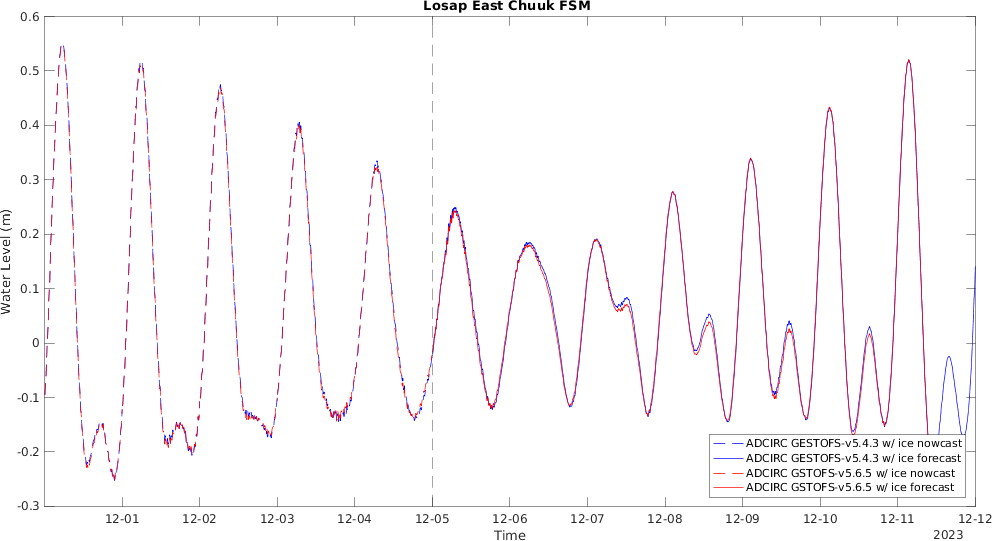 Losap East Chuuk FSM
0.6
0.5
0.4
0.3
0.2
0.1
0
-0.1
-0.2
-0.3
Water Level (m)
ADCIRC GESTOFS-v5.4.3 w/ ice nowcast
ADCIRC GESTOFS-v5.4.3 w/ ice forecast
ADCIRC GSTOFS-v5.6.5 w/ ice nowcast
ADCIRC GSTOFS-v5.6.5 w/ ice forecast
12-01 12-02 12-03 12-04 12-05 12-06 12-07 12-08 12-09 12-10 12-11 12-12
Time
2023